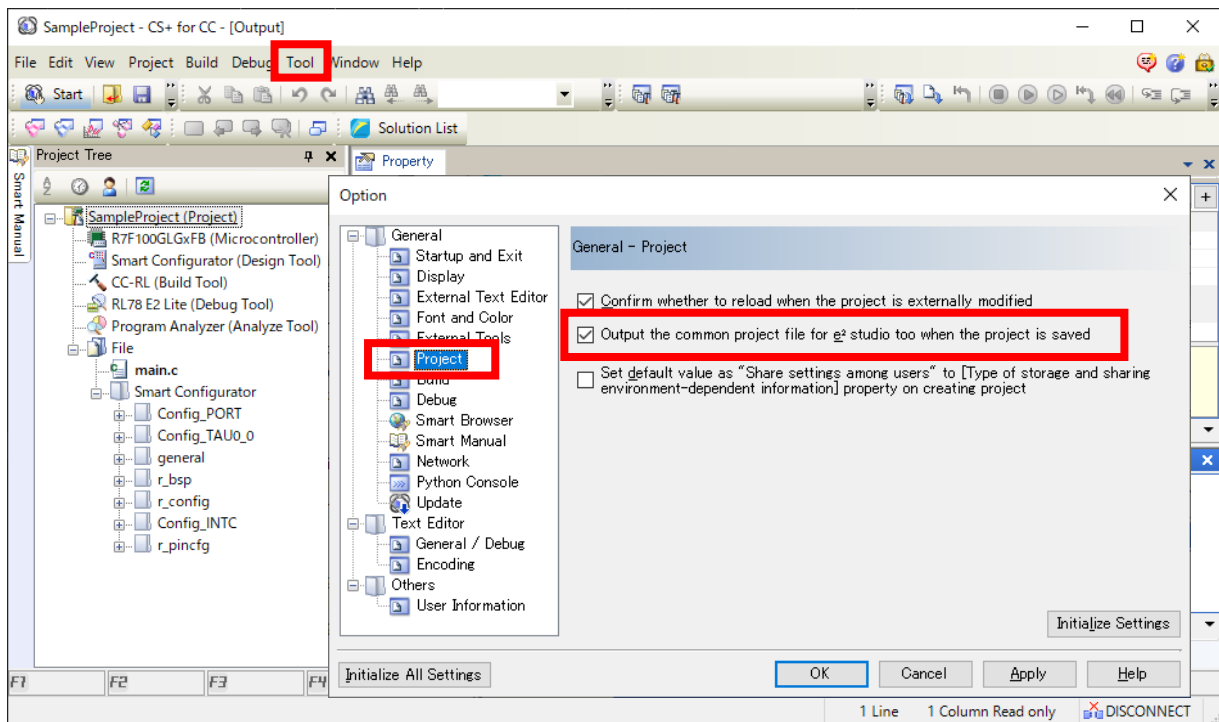 SampleProject - CS+ for CC - [Output]
File Edit View Project Build Debug Tool Window Help
Start
Solution List
Project Tree
Property
Smart Manual
SampleProject (Project)
R7F100GLGxFB (Microcontroller)
Smart Configurator (Design Tool)
CC-RL (Build Tool)
RL78 E2 Lite (Debug Tool)
Program Analyzer (Analyze Tool)
File
main.c
Smart Configurator
Config_PORT
Config_TAU0_0
general
r_bsp
r_config
Config_INTC
r_pincfg
Option
General
Startup and Exit
Display
External Text Editor
Font and Color
External Tools
Project
Build
Debug
Smart Browser
Smart Manual
Network
Python Console
Update
Text Editor
General / Debug
Encoding
Others
User Information
General - Project
Confirm whether to reload when the project is externally modified
Output the common project file for e² studio too when the project is saved
Set default value as "Share settings among users" to [Type of storage and sharing
environment-dependent information] property on creating project
Initialize Settings
Initialize All Settings
OK Cancel Apply Help
F1 F2 F3 F4
1 Line 1 Column Read only DISCONNECT